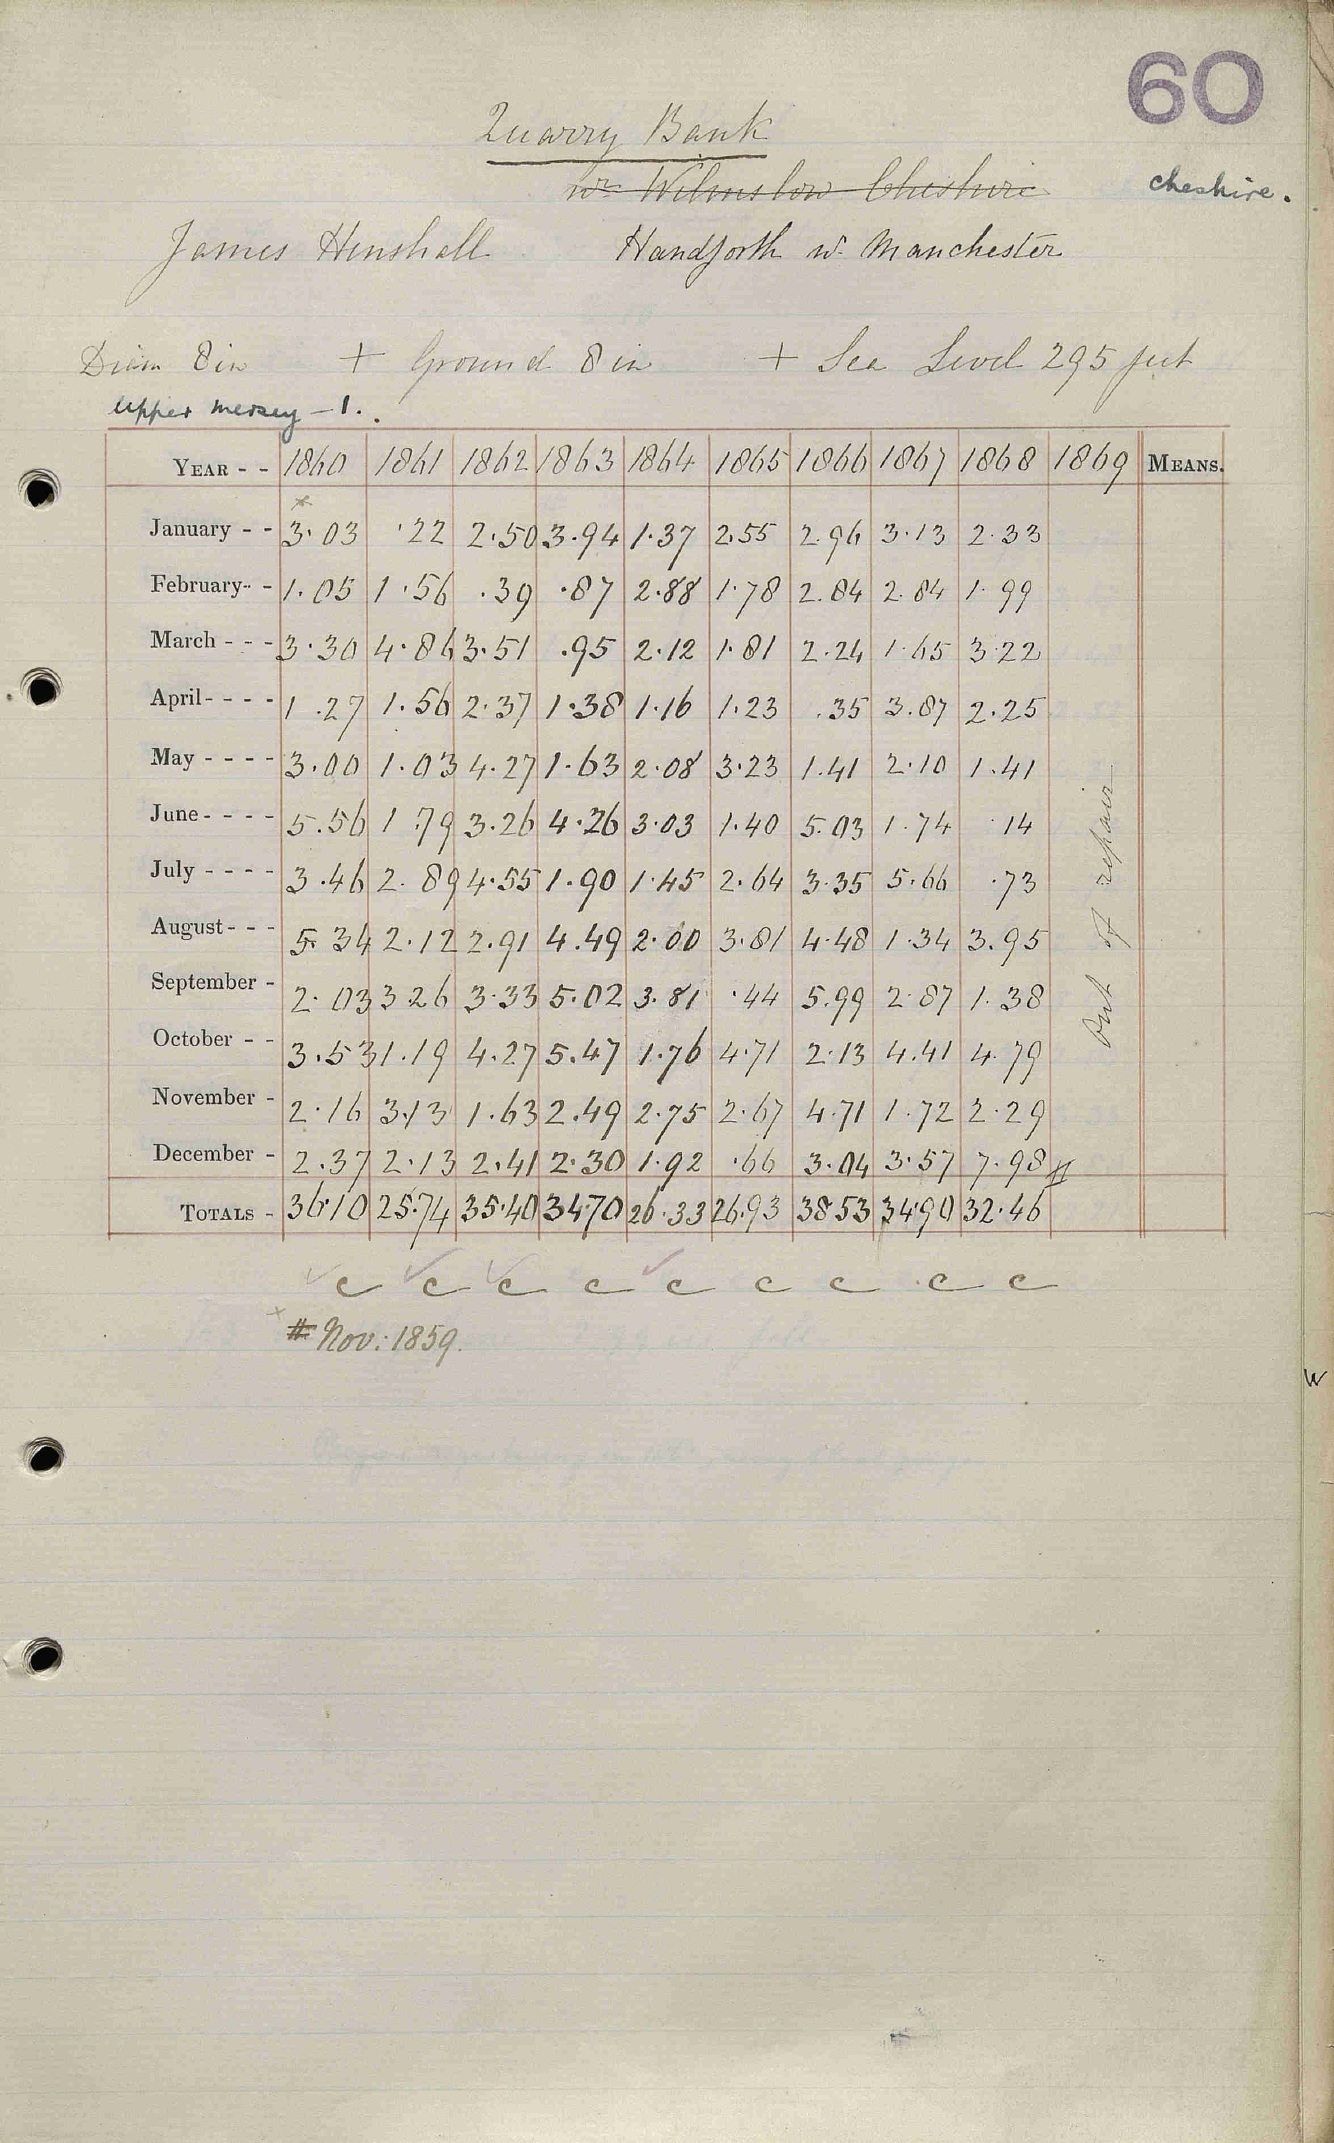 60
Quarry Bank
nr Wilmslow Cheshire
cheshire.
James Henshall Handforth nr Manchester
Diam 8 in + Ground 8 in + Sea Level 295 feet
Upper Mersey - 1.
YEAR - - 1860 1861 1862 1863 1864 1865 1866 1867 1868 1869 MEANS.
January - - 3.03 .22 2.50 3.94 1.37 2.55 2.96 3.13 2.33
February - - 1.05 1.56 .39 .87 2.88 1.78 2.84 2.84 1.99
March - - - 3.30 4.86 3.51 .95 2.12 1.81 2.24 1.65 3.22
April - - - - 1.27 1.56 2.37 1.38 1.16 1.23 .35 3.87 2.25
May - - - - 3.00 1.03 4.27 1.63 2.08 3.23 1.41 2.10 1.41
June - - - - 5.56 1.79 3.26 4.26 3.03 1.40 5.03 1.74 .14
July - - - - 3.46 2.89 4.55 1.90 1.45 2.64 3.35 5.66 .73
August - - - 5.34 2.12 2.91 4.49 2.00 3.81 4.48 1.34 3.95
September - 2.03 3.26 3.33 5.02 3.81 .44 5.99 2.87 1.38
October - - 3.53 1.19 4.27 5.47 1.76 4.71 2.13 4.41 4.79
November - 2.16 3.13 1.63 2.49 2.75 2.67 4.71 1.72 2.29
December - 2.37 2.13 2.41 2.30 1.92 .66 3.04 3.57 7.98 #
Out of repair
TOTALS - 36.10 25.74 35.40 34.70 26.33 26.93 38.53 34.90 32.46
c c c c c c c c c
# Nov: 1859.
W